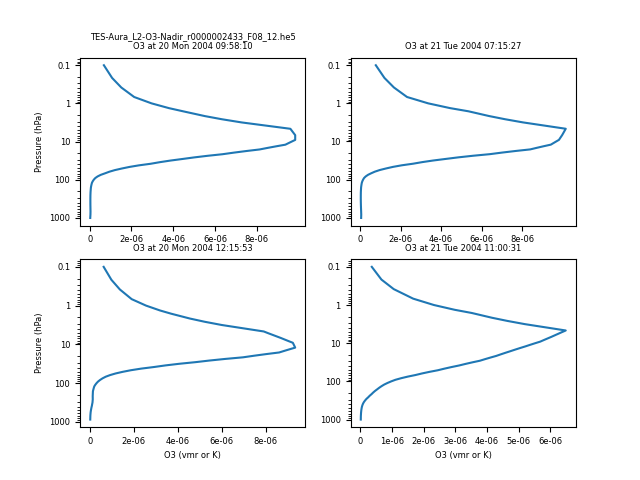 TES-Aura_L2-O3-Nadir_r0000002433_F08_12.he5
O3 at 20 Mon 2004 09:58:10
O3 at 21 Tue 2004 07:15:27
Pressure (hPa)
0.1
1
10
100
1000
0 2e-06 4e-06 6e-06 8e-06
0.1
1
10
100
1000
0 2e-06 4e-06 6e-06 8e-06
O3 at 20 Mon 2004 12:15:53
O3 at 21 Tue 2004 11:00:31
Pressure (hPa)
0.1
1
10
100
1000
0 2e-06 4e-06 6e-06 8e-06
O3 (vmr or K)
0.1
1
10
100
1000
0 1e-06 2e-06 3e-06 4e-06 5e-06 6e-06
O3 (vmr or K)